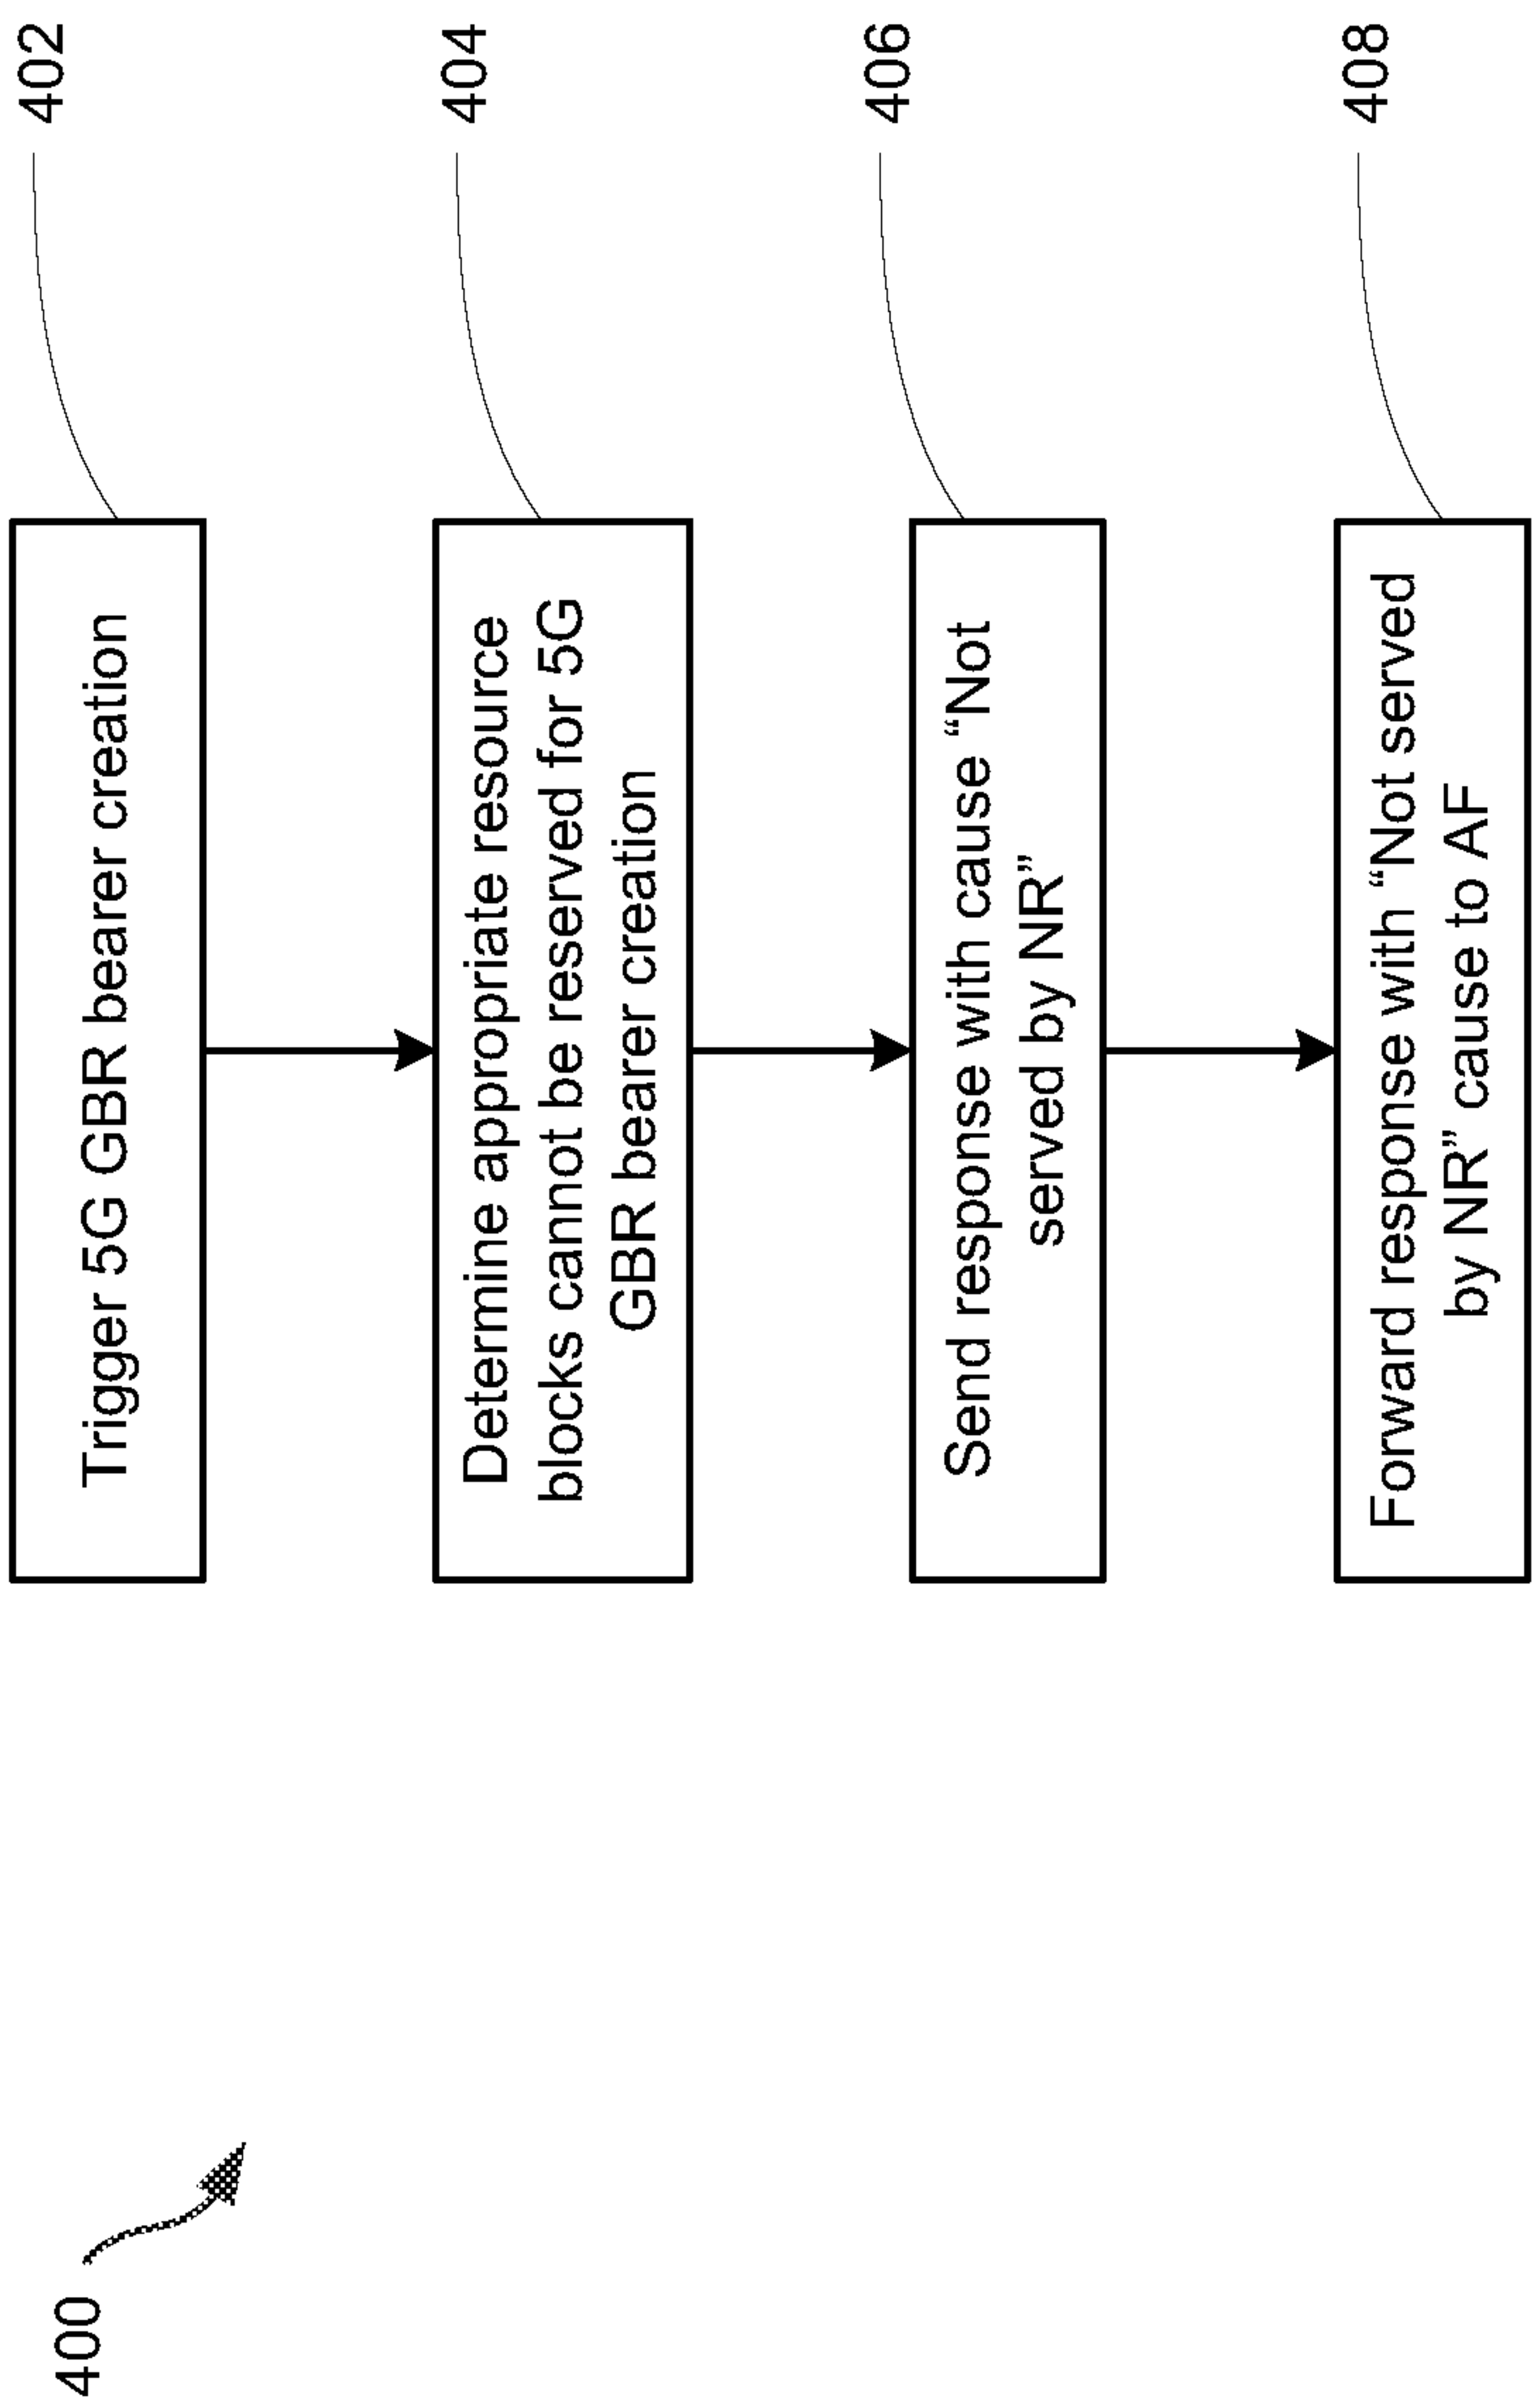 400
Trigger 5G GBR bearer creation
402
Determine appropriate resource
blocks cannot be reserved for 5G
GBR bearer creation
404
Send response with cause “Not
served by NR”
406
Forward response with “Not served
by NR” cause to AF
408